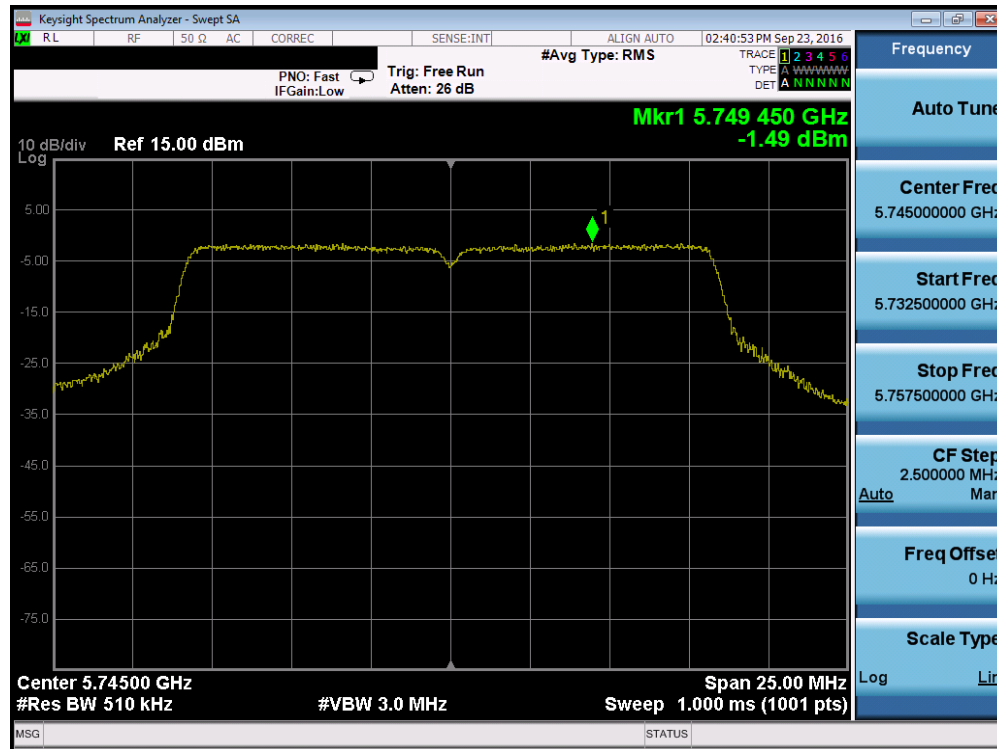 Keysight Spectrum Analyzer - Swept SA
LXI RL RF 50 Ω AC CORREC SENSE:INT ALIGN AUTO 02:40:53 PM Sep 23, 2016
#Avg Type: RMS TRACE 1 2 3 4 5 6
PNO: Fast Trig: Free Run TYPE A WWWWW
IFGain:Low Atten: 26 dB DET A N N N N N
Mkr1 5.749 450 GHz
-1.49 dBm
10 dB/div Ref 15.00 dBm
Log
1
5.00
-5.00
-15.0
-25.0
-35.0
-45.0
-55.0
-65.0
-75.0
Center 5.74500 GHz Span 25.00 MHz
#Res BW 510 kHz #VBW 3.0 MHz Sweep 1.000 ms (1001 pts)
MSG STATUS
Frequency
Auto Tune
Center Freq
5.745000000 GHz
Start Freq
5.732500000 GHz
Stop Freq
5.757500000 GHz
CF Step
2.500000 MHz
Auto Man
Freq Offset
0 Hz
Scale Type
Log Lin